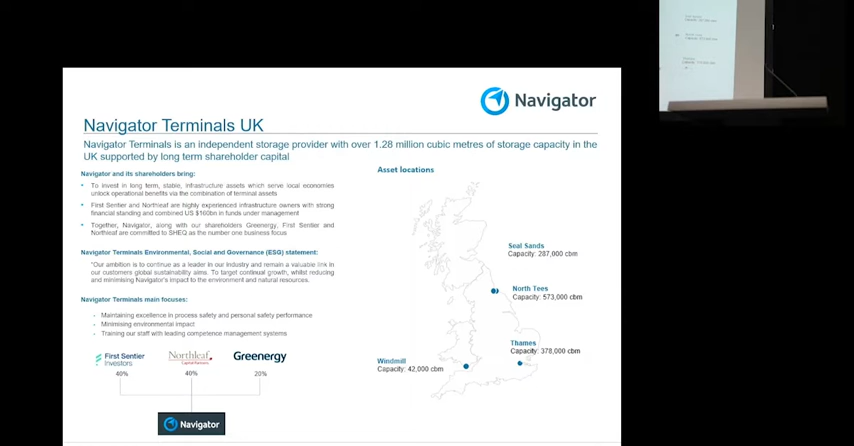 Navigator
Navigator Terminals UK
Navigator Terminals is an independent storage provider with over 1.28 million cubic metres of storage capacity in the
UK supported by long term shareholder capital
Navigator and its shareholders bring:
To invest in long term, stable, infrastructure assets which serve local economies
unlock operational benefits via the combination of terminal assets
First Sentier and Northleaf are highly experienced infrastructure owners with strong
financial standing and combined US $160bn in funds under management
Together, Navigator, along with our shareholders Greenergy, First Sentier and
Northleaf are committed to SHEQ as the number one business focus
Navigator Terminals Environmental, Social and Governance (ESG) statement:
"Our ambition is to continue as a leader in our industry and remain a valuable link in
our customers global sustainability aims. To target continual growth, whilst reducing
and minimising Navigator's impact to the environment and natural resources.
Navigator Terminals main focuses:
Maintaining excellence in process safety and personal safety performance
Minimising environmental impact
Training our staff with leading competence management systems
First Sentier
Investors
40%
Northleaf
Capital Partners
40%
Greenergy
20%
Navigator
Asset locations
Seal Sands
Capacity: 287,000 cbm
North Tees
Capacity: 573,000 cbm
Thames
Capacity: 378,000 cbm
Windmill
Capacity: 42,000 cbm